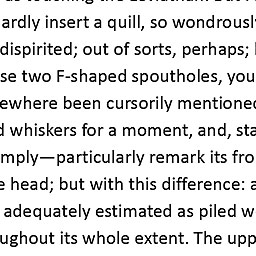 ardly insert a quill, so wondrously
dispirited; out of sorts, perhaps;
se two F-shaped spoutholes, you
ewhere been cursorily mentioned
whiskers for a moment, and, sta
mply—particularly remark its fro
head; but with this difference: a
adequately estimated as piled w
ughout its whole extent. The upp